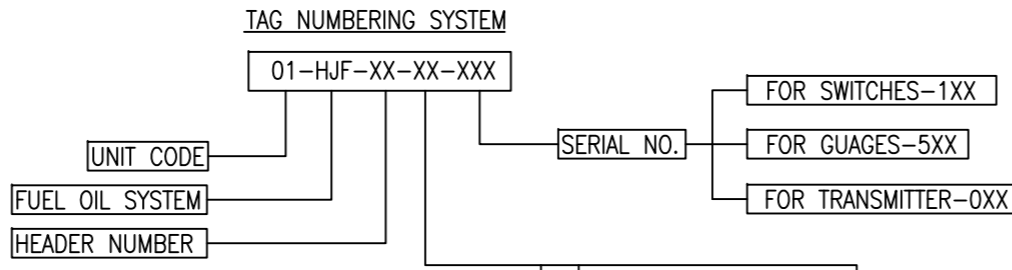 TAG NUMBERING SYSTEM
01-HJF-XX-XX-XXX
FOR SWITCHES-1XX
UNIT CODE
SERIAL NO.
FOR GUAGES-5XX
FUEL OIL SYSTEM
FOR TRANSMITTER-0XX
HEADER NUMBER